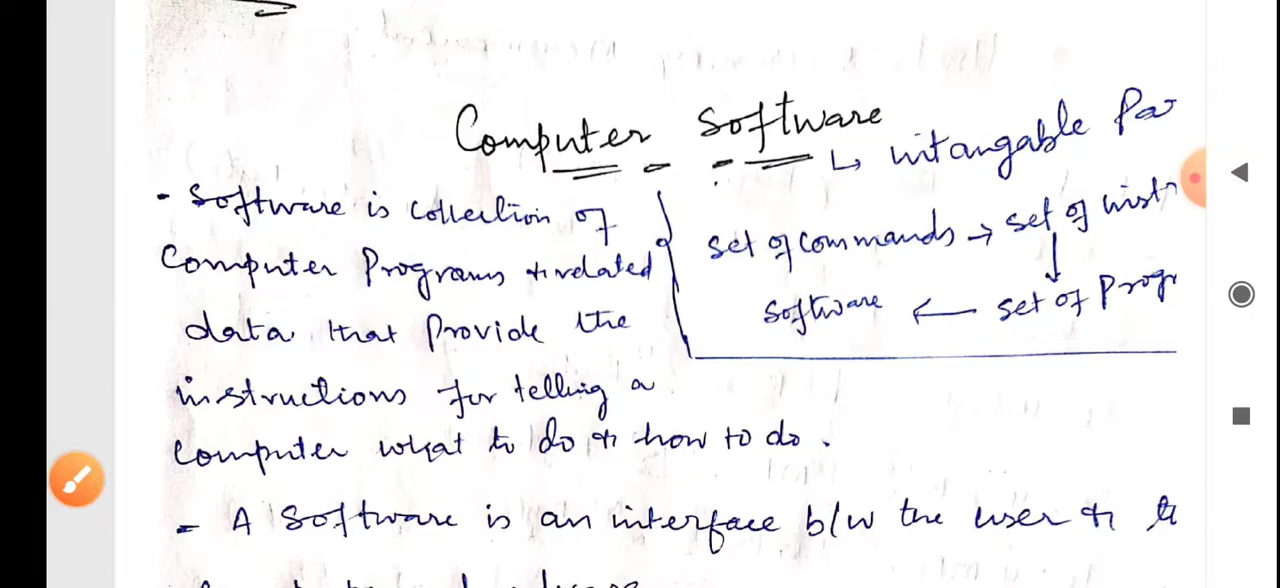 Computer Software
↳ intangable Par
- Software is collection of
Computer Programs & related
data that Provide the
instructions for telling a
Computer what to do & how to do.
set of commands → set of instr
↓
software ← set of Progr
- A Software is an interface b/w the user &